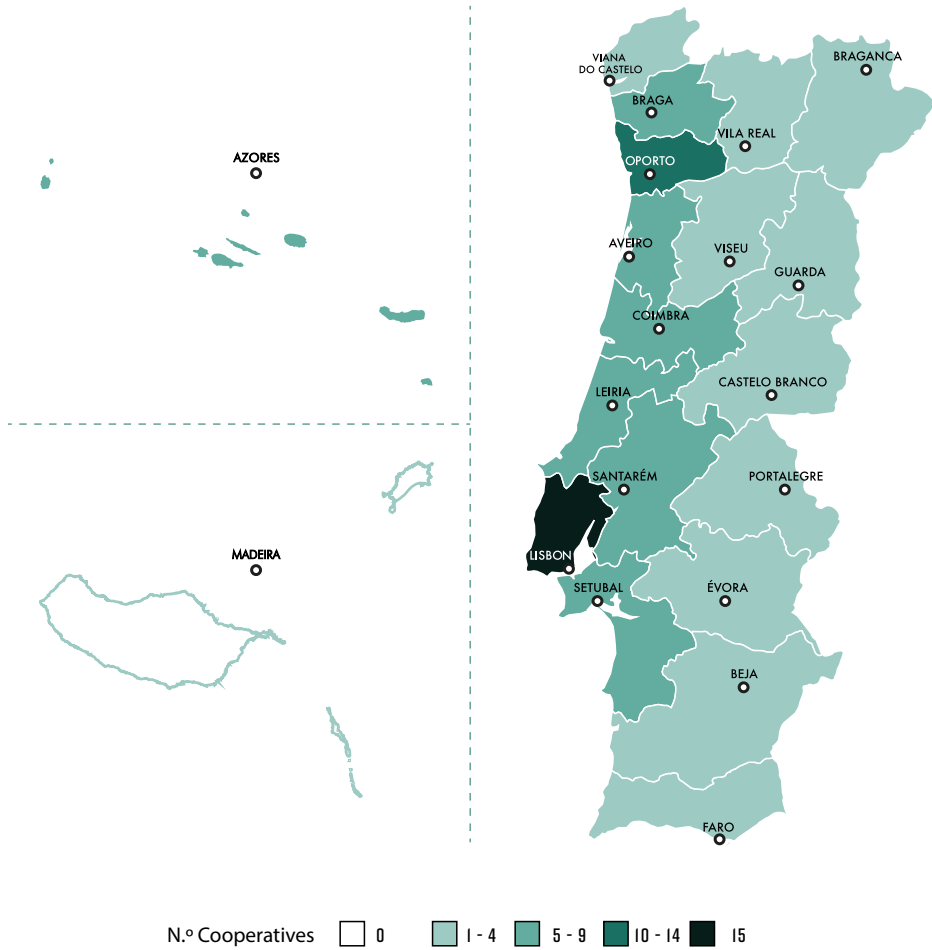 AZORES
MADEIRA
VIANA
DO CASTELO
BRAGANCA
BRAGA
VILA REAL
OPORTO
AVEIRO
VISEU
GUARDA
COIMBRA
LEIRIA
CASTELO BRANCO
SANTARÉM
PORTALEGRE
LISBON
SETUBAL
ÉVORA
BEJA
FARO
N.º Cooperatives 0 1 - 4 5 - 9 10 - 14 15